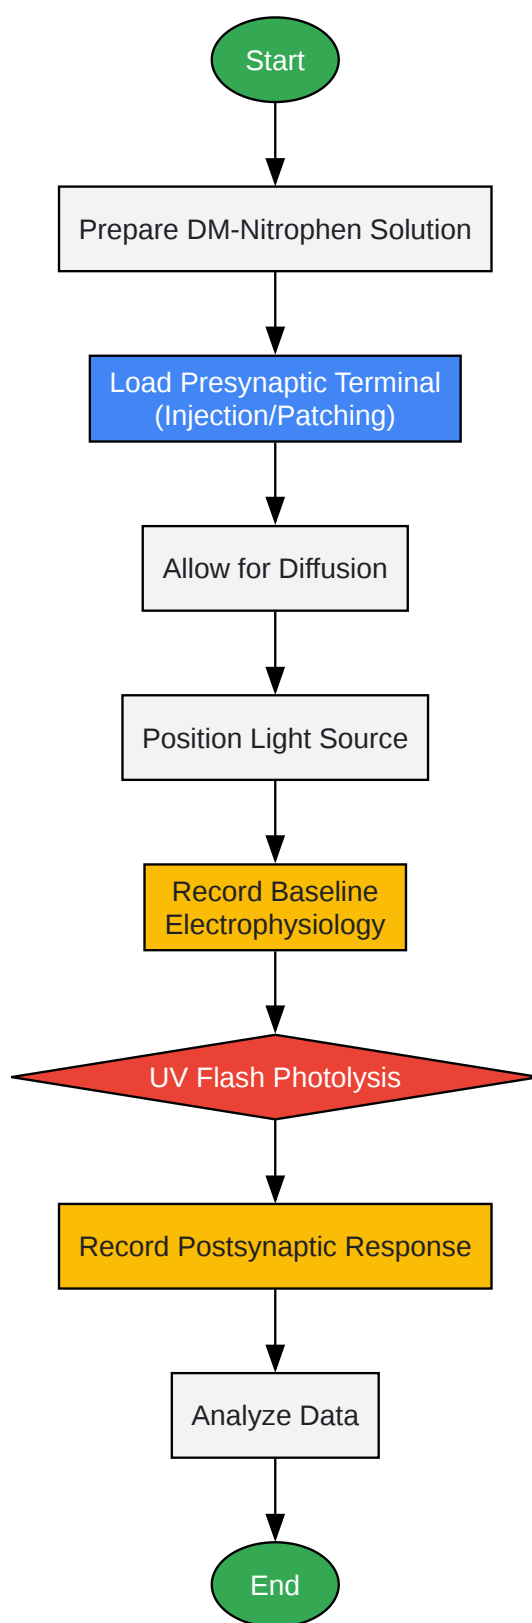 Start
Prepare DM-Nitrophen Solution
Load Presynaptic Terminal
(Injection/Patching)
Allow for Diffusion
Position Light Source
Record Baseline
Electrophysiology
UV Flash Photolysis
Record Postsynaptic Response
Analyze Data
End